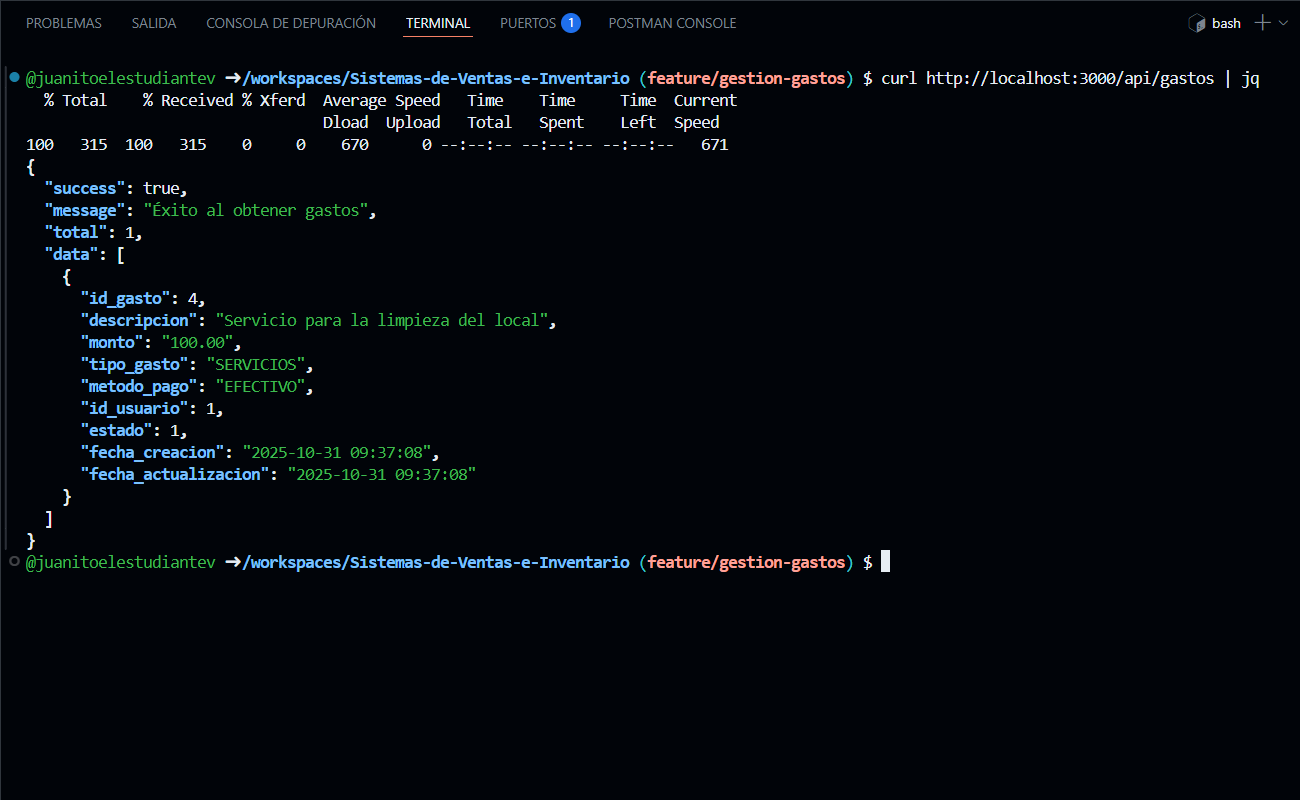 PROBLEMAS SALIDA CONSOLA DE DEPURACIÓN TERMINAL PUERTOS 1 POSTMAN CONSOLE bash
@juanitoelestudiantev ➜/workspaces/Sistemas-de-Ventas-e-Inventario (feature/gestion-gastos) $ curl http://localhost:3000/api/gastos | jq
  % Total    % Received % Xferd  Average Speed   Time    Time     Time  Current
                                 Dload  Upload   Total   Spent    Left  Speed
100   315  100   315    0     0    670      0 --:--:-- --:--:-- --:--:--   671
{
  "success": true,
  "message": "Éxito al obtener gastos",
  "total": 1,
  "data": [
    {
      "id_gasto": 4,
      "descripcion": "Servicio para la limpieza del local",
      "monto": "100.00",
      "tipo_gasto": "SERVICIOS",
      "metodo_pago": "EFECTIVO",
      "id_usuario": 1,
      "estado": 1,
      "fecha_creacion": "2025-10-31 09:37:08",
      "fecha_actualizacion": "2025-10-31 09:37:08"
    }
  ]
}
@juanitoelestudiantev ➜/workspaces/Sistemas-de-Ventas-e-Inventario (feature/gestion-gastos) $